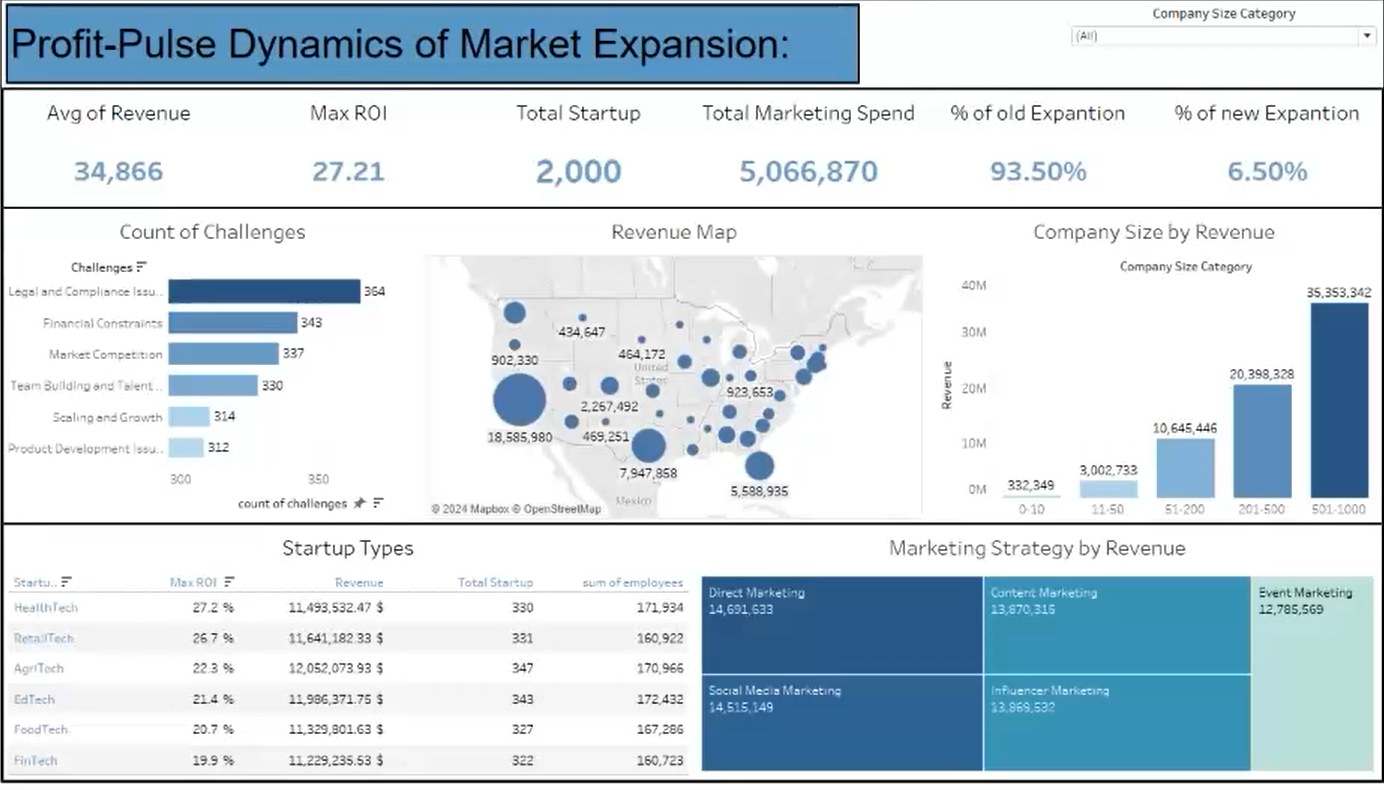 Profit-Pulse Dynamics of Market Expansion:
Company Size Category
(All)
Avg of Revenue
34,866
Max ROI
27.21
Total Startup
2,000
Total Marketing Spend
5,066,870
% of old Expantion
93.50%
% of new Expantion
6.50%
Count of Challenges
Challenges
Legal and Compliance Issu.. 364
Financial Constraints 343
Market Competition 337
Team Building and Talent .. 330
Scaling and Growth 314
Product Development Issu.. 312
300 350
count of challenges
Revenue Map
434,647
902,330
464,172
United
States
923,653
2,267,492
18,585,980
469,251
7,947,858
5,588,935
Mexico
© 2024 Mapbox © OpenStreetMap
Company Size by Revenue
Company Size Category
Revenue
40M
30M
20M
10M
0M
332,349
3,002,733
10,645,446
20,398,328
35,353,342
0-10 11-50 51-200 201-500 501-1000
Startup Types
Startu.. Max ROI Revenue Total Startup sum of employees
HealthTech 27.2 % 11,493,532.47 $ 330 171,934
RetailTech 26.7 % 11,641,182.33 $ 331 160,922
AgriTech 22.3 % 12,052,073.93 $ 347 170,966
EdTech 21.4 % 11,986,371.75 $ 343 172,432
FoodTech 20.7 % 11,329,801.63 $ 327 167,286
FinTech 19.9 % 11,229,235.53 $ 322 160,723
Marketing Strategy by Revenue
Direct Marketing
14,691,633
Content Marketing
13,870,315
Event Marketing
12,785,569
Social Media Marketing
14,515,149
Influencer Marketing
13,869,532